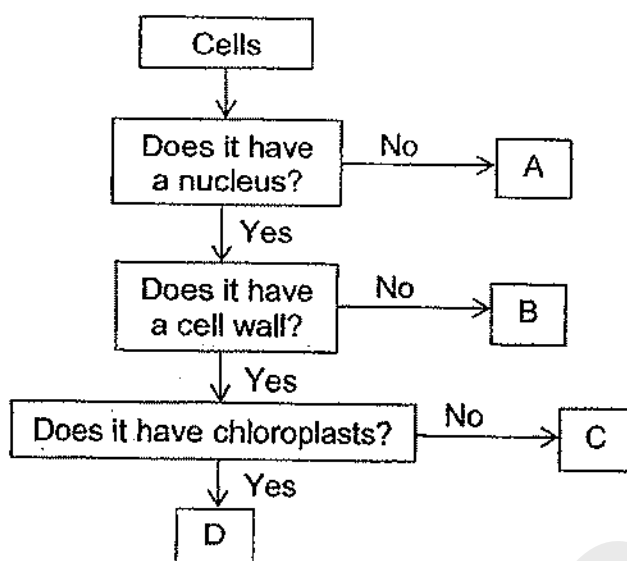 Cells
Does it have
a nucleus?
No
A
Yes
Does it have
a cell wall?
No
B
Yes
Does it have chloroplasts?
No
C
Yes
D